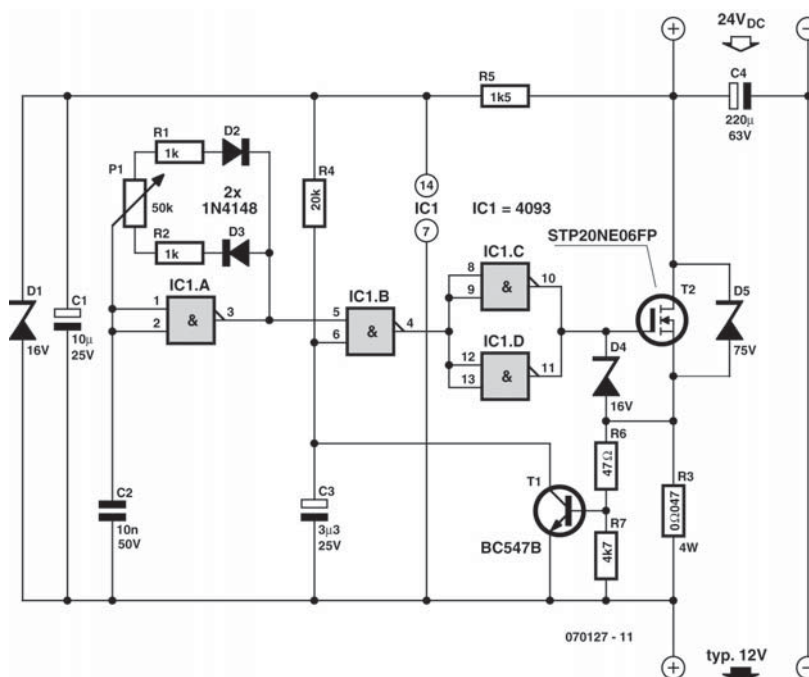 24VDC
C4
220µ
63V
R5
1k5
R1
1k
D2
P1
50k
2x
1N4148
R2
1k
D3
R4
20k
14
IC1
7
IC1 = 4093
STP20NE06FP
D1
16V
C1
10µ
25V
IC1.A
1
2
&
3
IC1.B
5
6
&
4
IC1.C
8
9
&
10
IC1.D
12
13
&
11
T2
D5
75V
D4
16V
R6
47Ω
R3
0Ω047
4W
T1
BC547B
R7
4k7
C2
10n
50V
C3
3µ3
25V
070127 - 11
typ. 12V